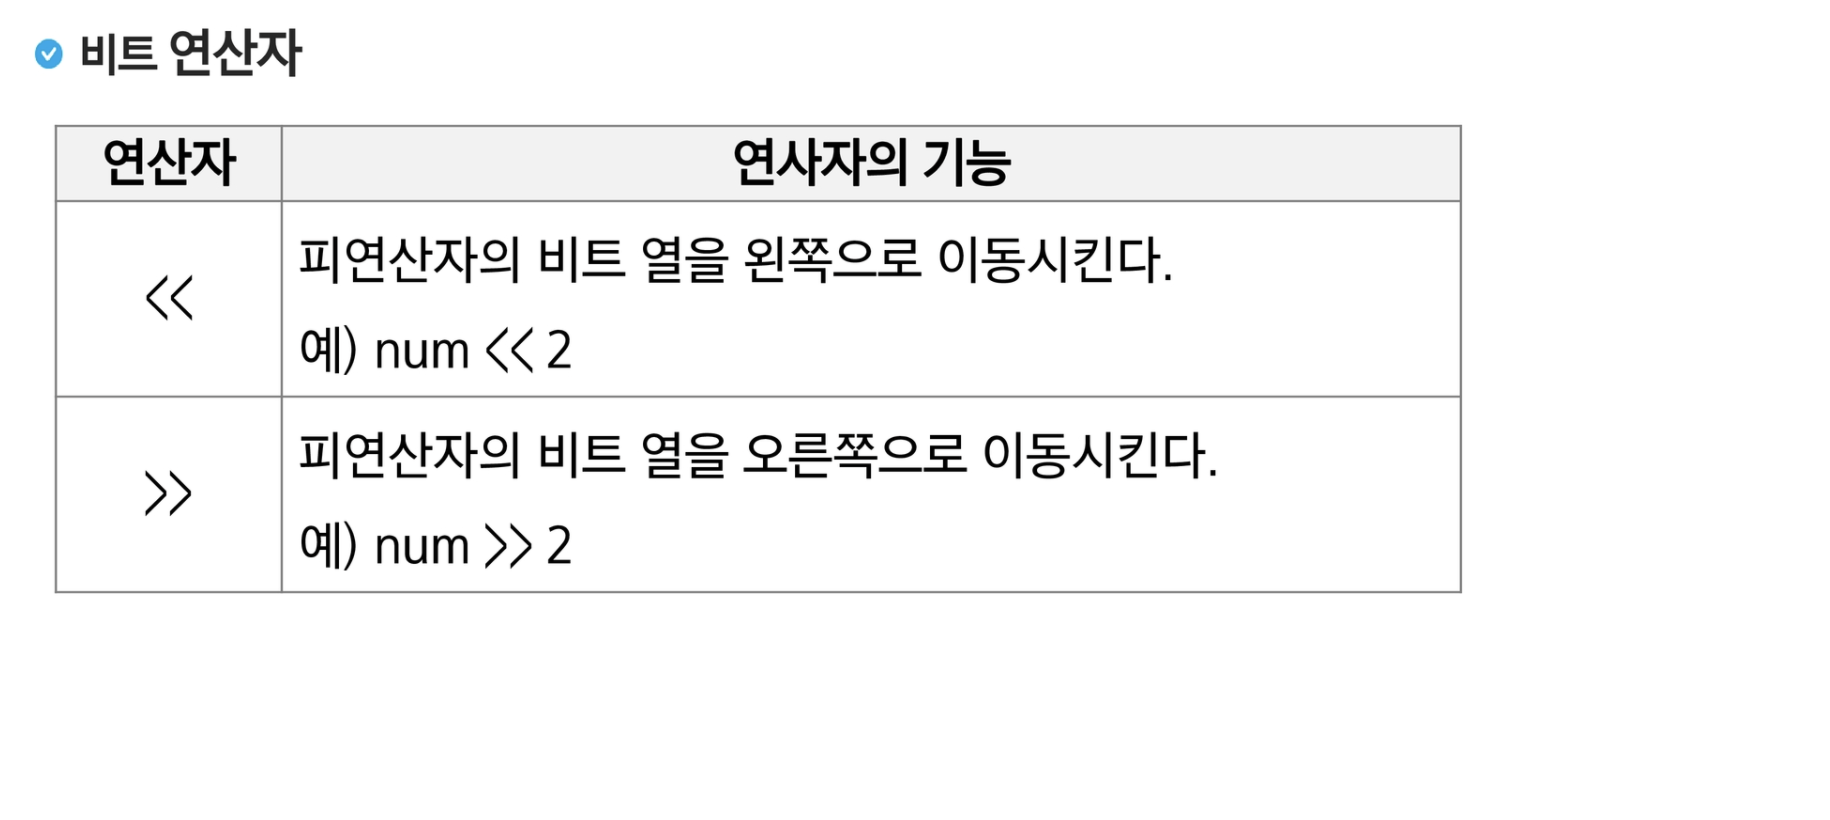 비트 연산자
연산자 연사자의 기능
<< 피연산자의 비트 열을 왼쪽으로 이동시킨다.
예) num << 2
>> 피연산자의 비트 열을 오른쪽으로 이동시킨다.
예) num >> 2